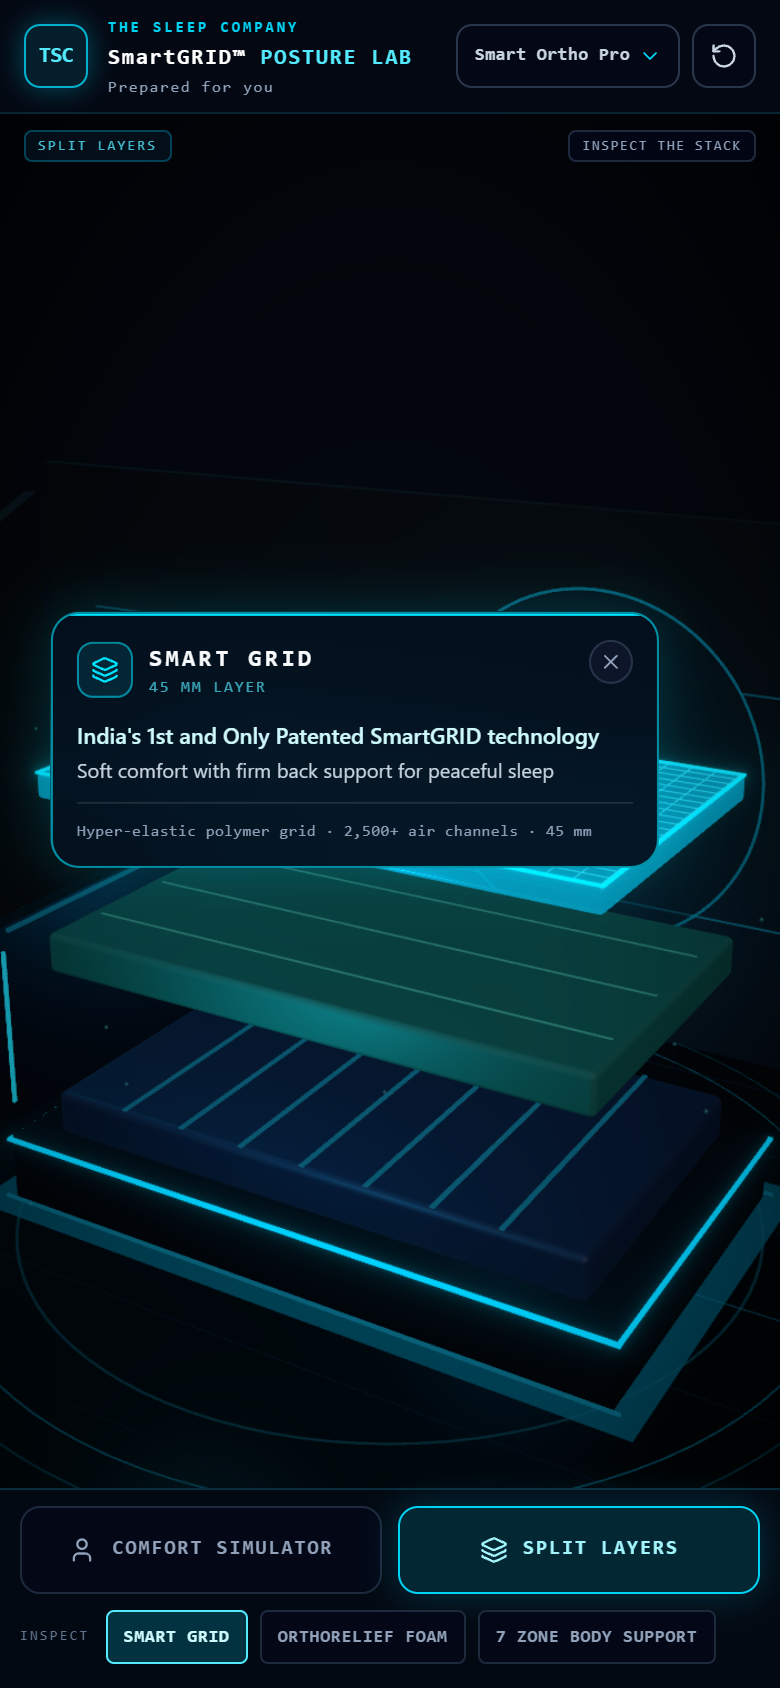 TSC
THE SLEEP COMPANY
SmartGRID™ POSTURE LAB
Prepared for you
Smart Ortho Pro
SPLIT LAYERS
INSPECT THE STACK
SMART GRID
45 MM LAYER
India's 1st and Only Patented SmartGRID technology
Soft comfort with firm back support for peaceful sleep
Hyper-elastic polymer grid · 2,500+ air channels · 45 mm
COMFORT SIMULATOR
SPLIT LAYERS
INSPECT
SMART GRID
ORTHORELIEF FOAM
7 ZONE BODY SUPPORT